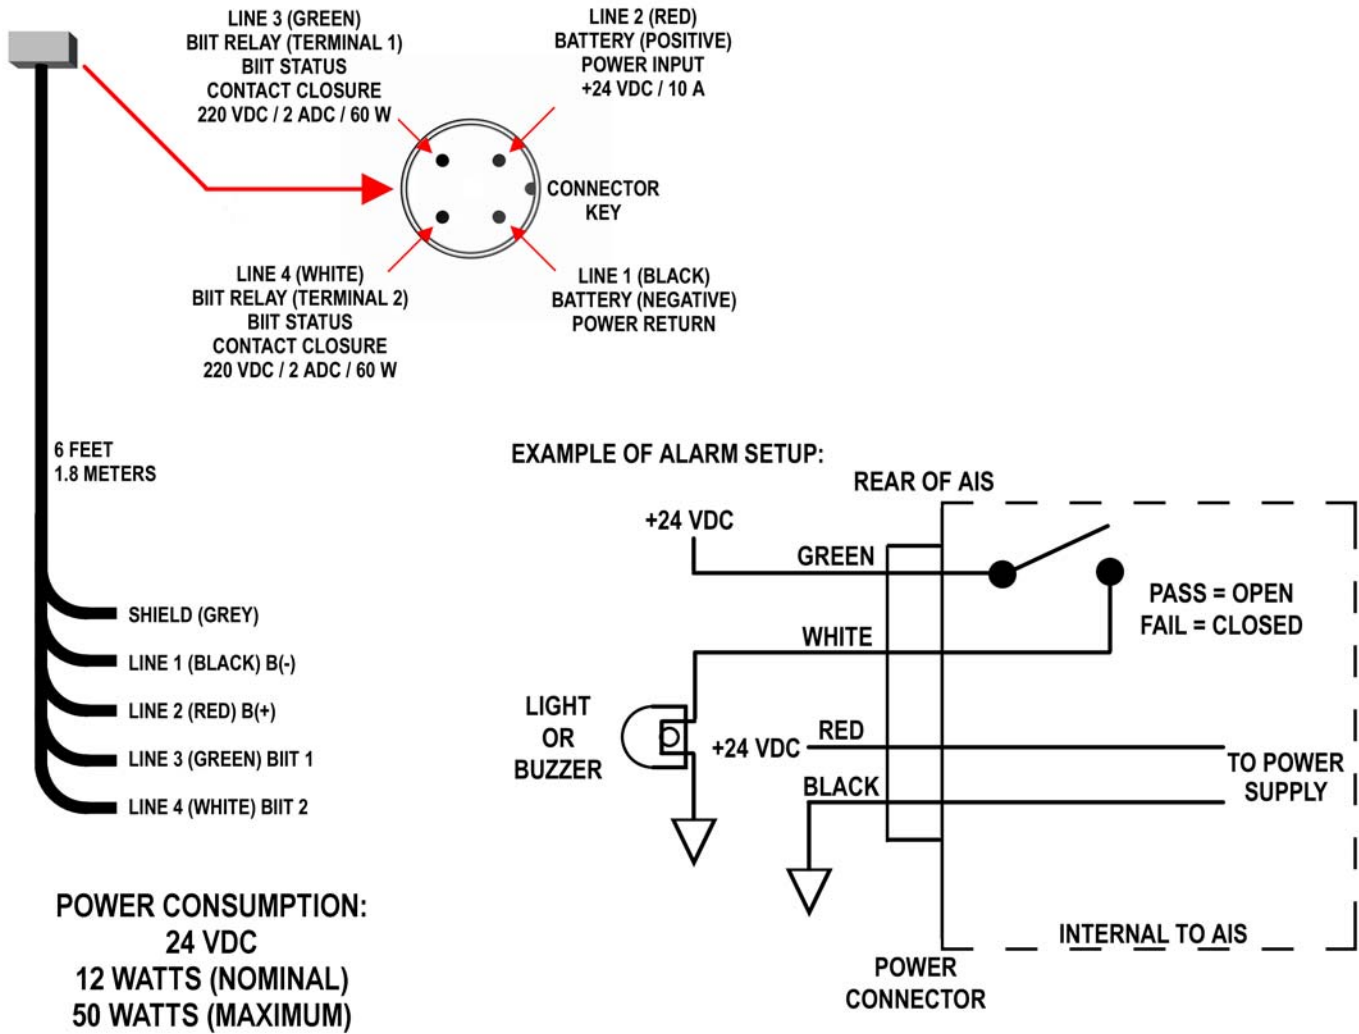 LINE 3 (GREEN)
BIIT RELAY (TERMINAL 1)
BIIT STATUS
CONTACT CLOSURE
220 VDC / 2 ADC / 60 W
LINE 2 (RED)
BATTERY (POSITIVE)
POWER INPUT
+24 VDC / 10 A
CONNECTOR
KEY
LINE 4 (WHITE)
BIIT RELAY (TERMINAL 2)
BIIT STATUS
CONTACT CLOSURE
220 VDC / 2 ADC / 60 W
LINE 1 (BLACK)
BATTERY (NEGATIVE)
POWER RETURN
6 FEET
1.8 METERS
SHIELD (GREY)
LINE 1 (BLACK) B(-)
LINE 2 (RED) B(+)
LINE 3 (GREEN) BIIT 1
LINE 4 (WHITE) BIIT 2
POWER CONSUMPTION:
24 VDC
12 WATTS (NOMINAL)
50 WATTS (MAXIMUM)
EXAMPLE OF ALARM SETUP:
REAR OF AIS
+24 VDC
GREEN
PASS = OPEN
FAIL = CLOSED
WHITE
LIGHT
OR
BUZZER
+24 VDC
RED
BLACK
TO POWER
SUPPLY
INTERNAL TO AIS
POWER
CONNECTOR